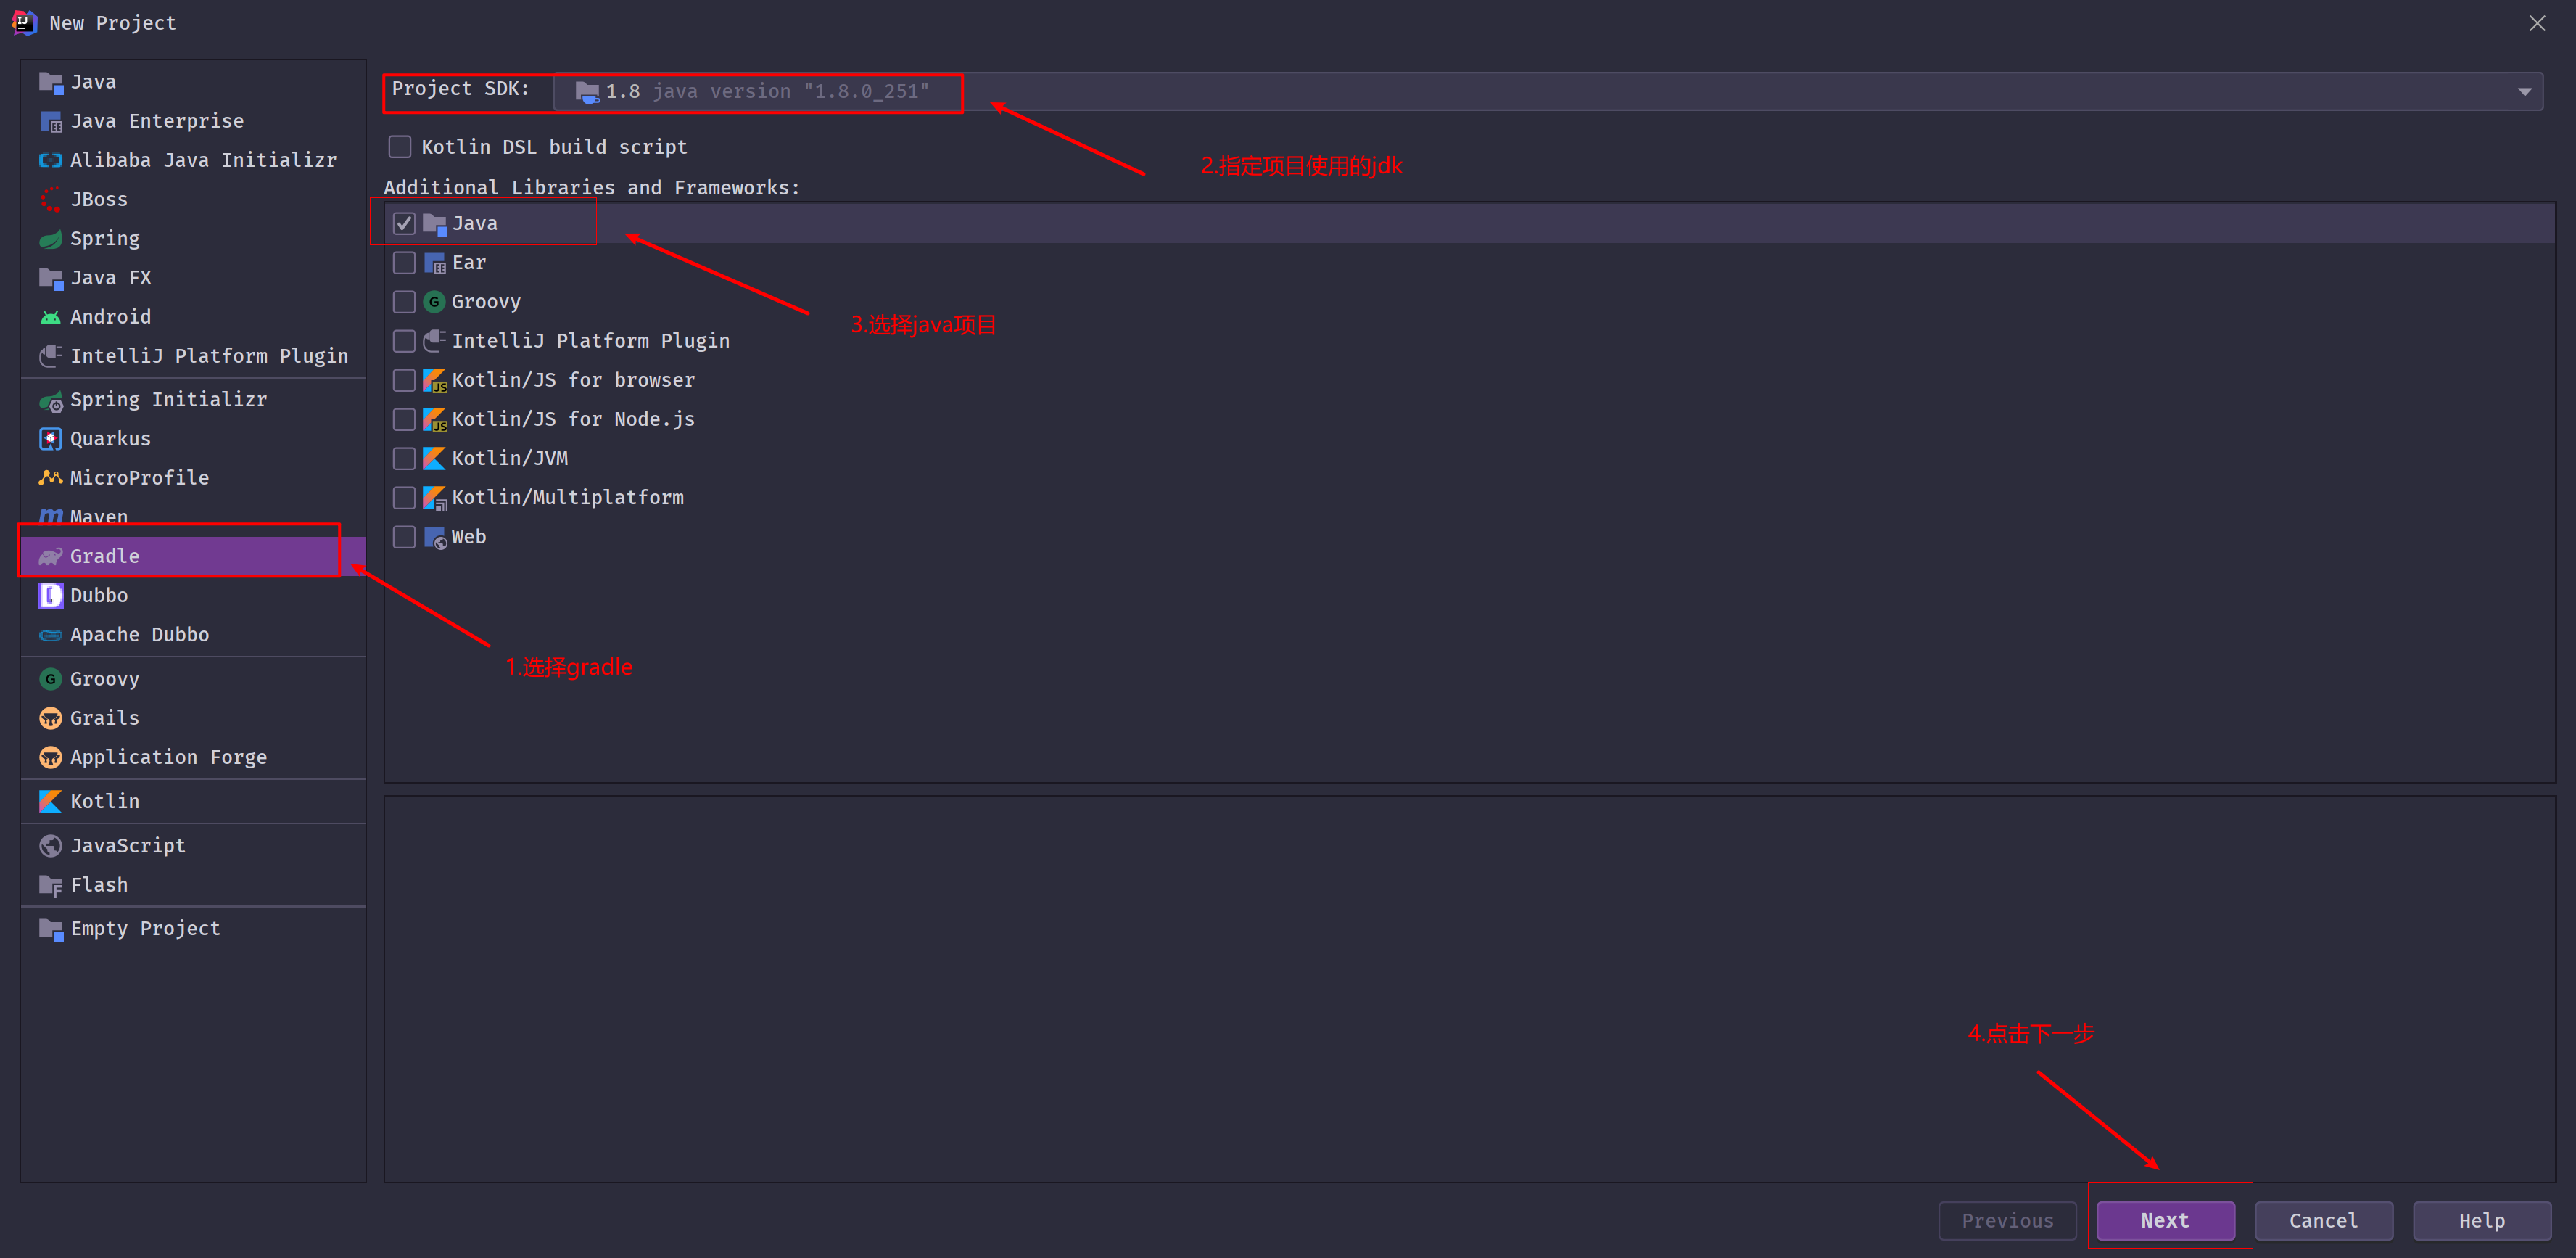 New Project
Java
Java Enterprise
Alibaba Java Initializr
JBoss
Spring
Java FX
Android
IntelliJ Platform Plugin
Spring Initializr
Quarkus
MicroProfile
Maven
Gradle
Dubbo
Apache Dubbo
Groovy
Grails
Application Forge
Kotlin
JavaScript
Flash
Empty Project
Project SDK: 1.8 java version "1.8.0_251"
Kotlin DSL build script
2.指定项目使用的jdk
Additional Libraries and Frameworks:
Java
Ear
Groovy
3.选择java项目
IntelliJ Platform Plugin
Kotlin/JS for browser
Kotlin/JS for Node.js
Kotlin/JVM
Kotlin/Multiplatform
Web
1.选择gradle
4.点击下一步
Previous
Next
Cancel
Help